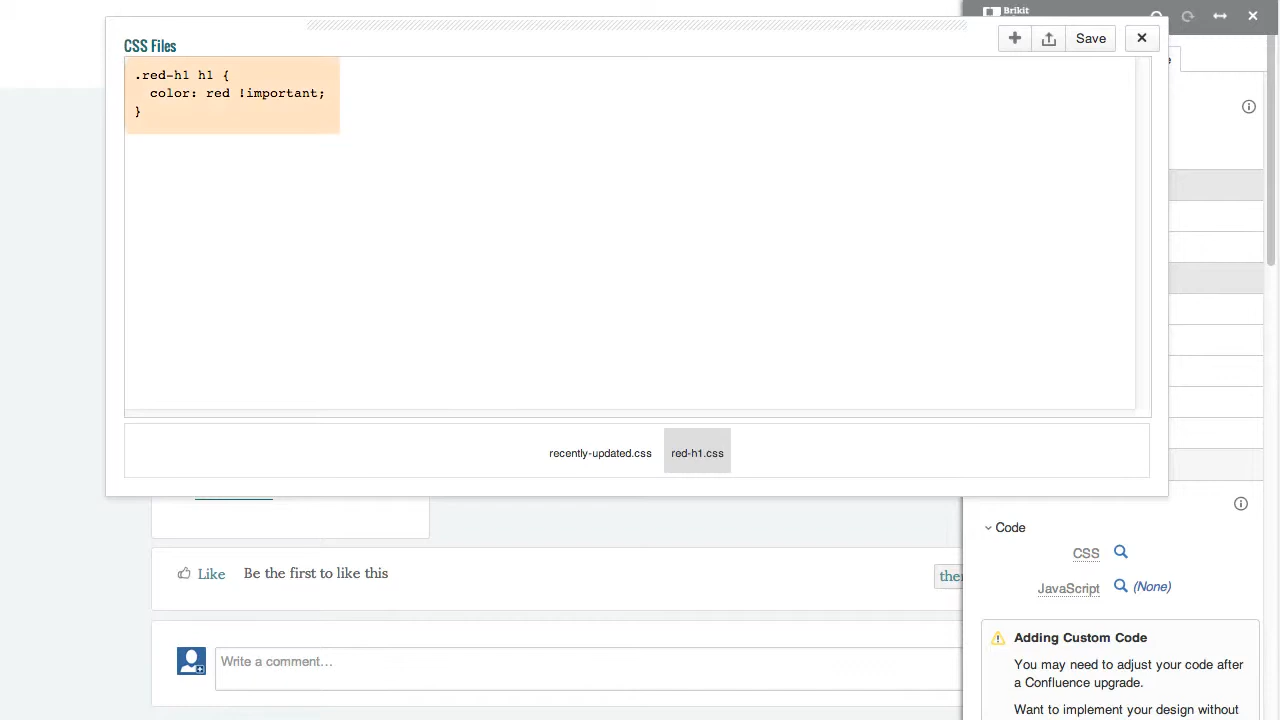 Brikit
CSS Files
Save
.red-h1 h1 {
color: red !important;
}
recently-updated.css
red-h1.css
Code
CSS
JavaScript
(None)
Like
Be the first to like this
Write a comment…
Adding Custom Code
You may need to adjust your code after
a Confluence upgrade.
Want to implement your design without